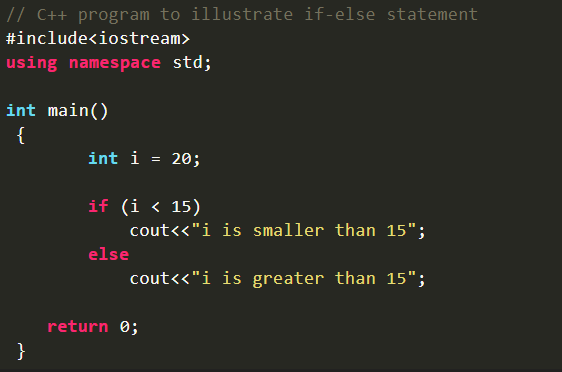 // C++ program to illustrate if-else statement
#include<iostream>
using namespace std;
int main()
{
int i = 20;
if (i < 15)
cout<<"i is smaller than 15";
else
cout<<"i is greater than 15";
return 0;
}